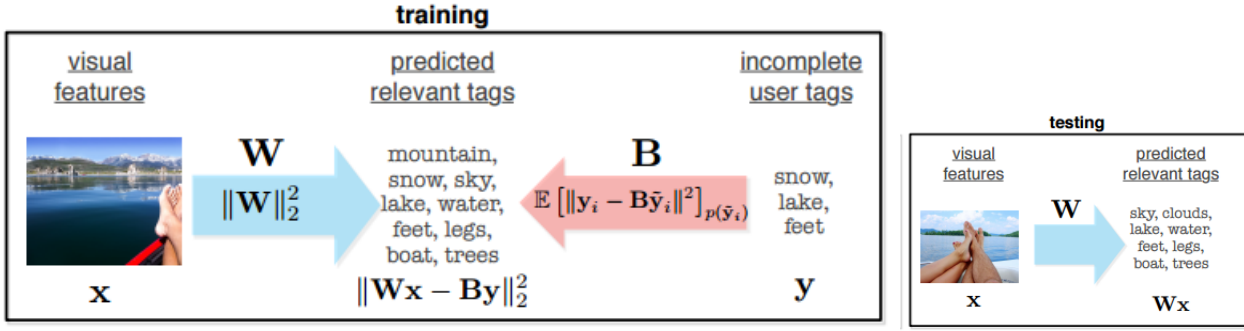 training
visual
features
predicted
relevant tags
incomplete
user tags
W
‖W‖₂²
mountain,
snow, sky,
lake, water,
feet, legs,
boat, trees
B
𝔼 [‖yᵢ − Bỹᵢ‖²]ₚ₍ỹᵢ₎
snow,
lake,
feet
x
‖Wx − By‖₂²
y
testing
visual
features
predicted
relevant tags
W
sky, clouds,
lake, water,
feet, legs,
boat, trees
x
Wx